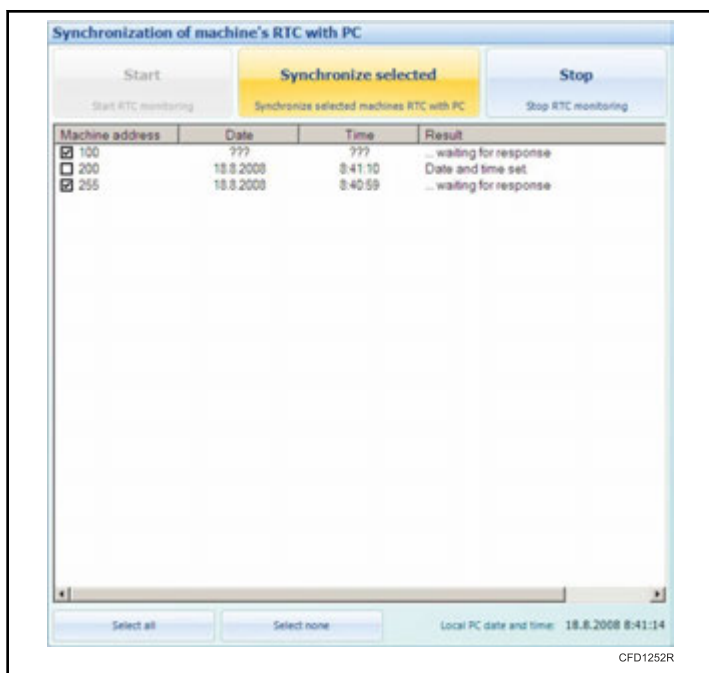 Synchronization of machine's RTC with PC
Start Synchronize selected Stop
Start RTC monitoring Synchronize selected machines RTC with PC Stop RTC monitoring
Machine address Date Time Result
100 ??? ??? ... waiting for response
200 18.8.2008 8:41:10 Date and time set
255 18.8.2008 8:40:59 ... waiting for response
Select all Select none Local PC date and time: 18.8.2008 8:41:14
CFD1252R